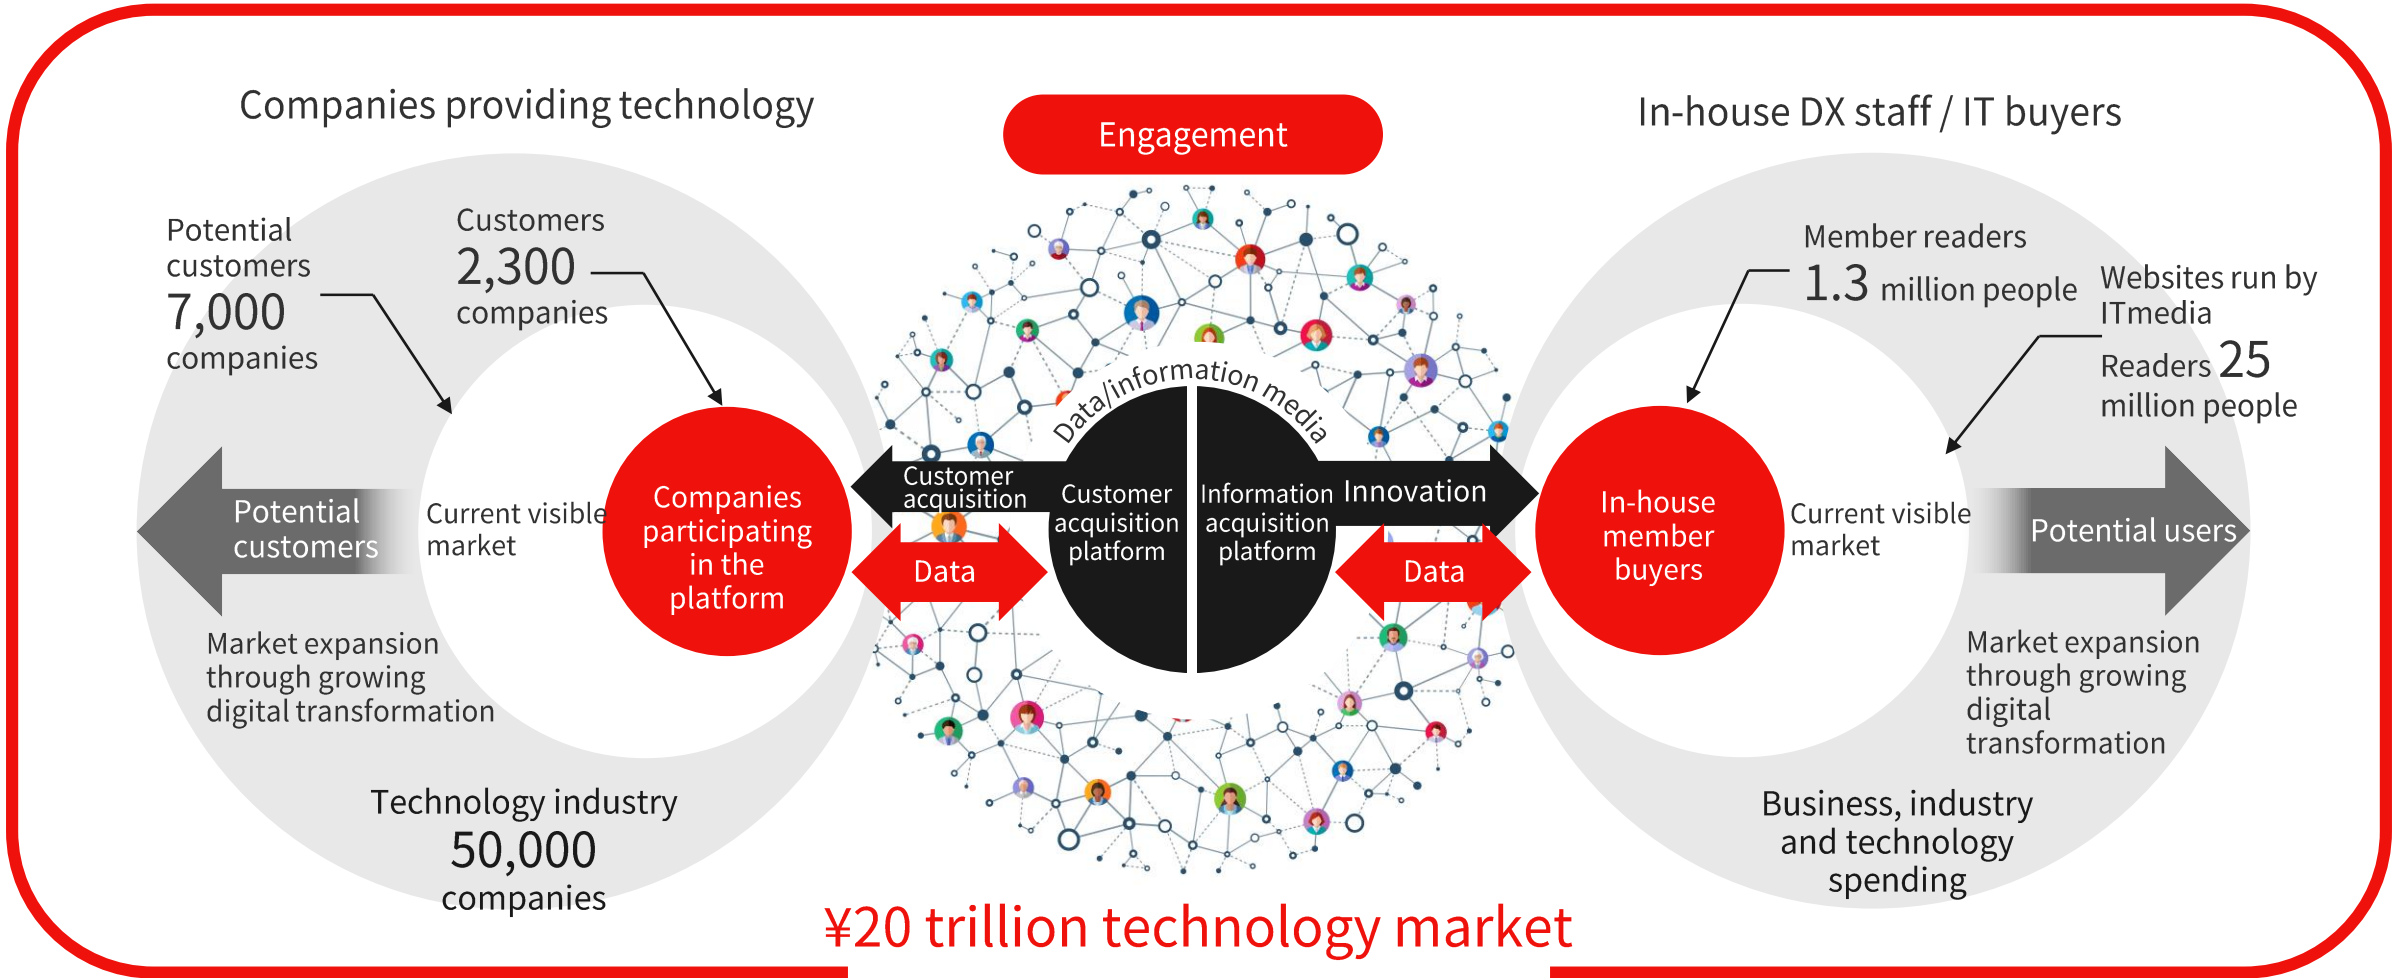 Companies providing technology
Engagement
In-house DX staff / IT buyers
Potential
customers
7,000
companies
Customers
2,300
companies
Member readers
1.3 million people
Websites run by
ITmedia
Readers 25
million people
Data/information media
Potential
customers
Current visible
market
Companies
participating
in the
platform
Customer
acquisition
Data
Customer
acquisition
platform
Information
acquisition
platform
Innovation
Data
In-house
member
buyers
Current visible
market
Potential users
Market expansion
through growing
digital transformation
Market expansion
through growing
digital
transformation
Technology industry
50,000
companies
Business, industry
and technology
spending
¥20 trillion technology market